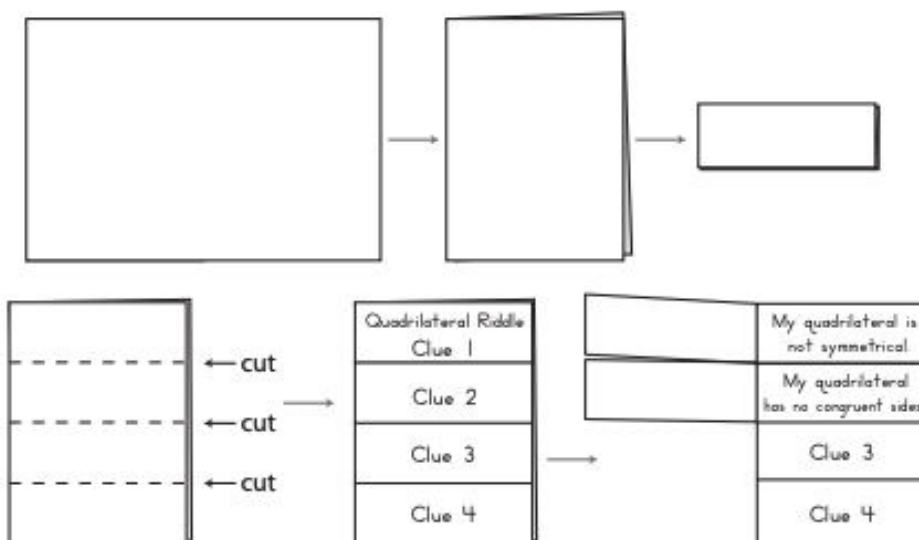 cut
cut
cut
Quadrilateral Riddle
Clue 1
Clue 2
Clue 3
Clue 4
My quadrilateral is
not symmetrical.
My quadrilateral
has no congruent sides
Clue 3
Clue 4